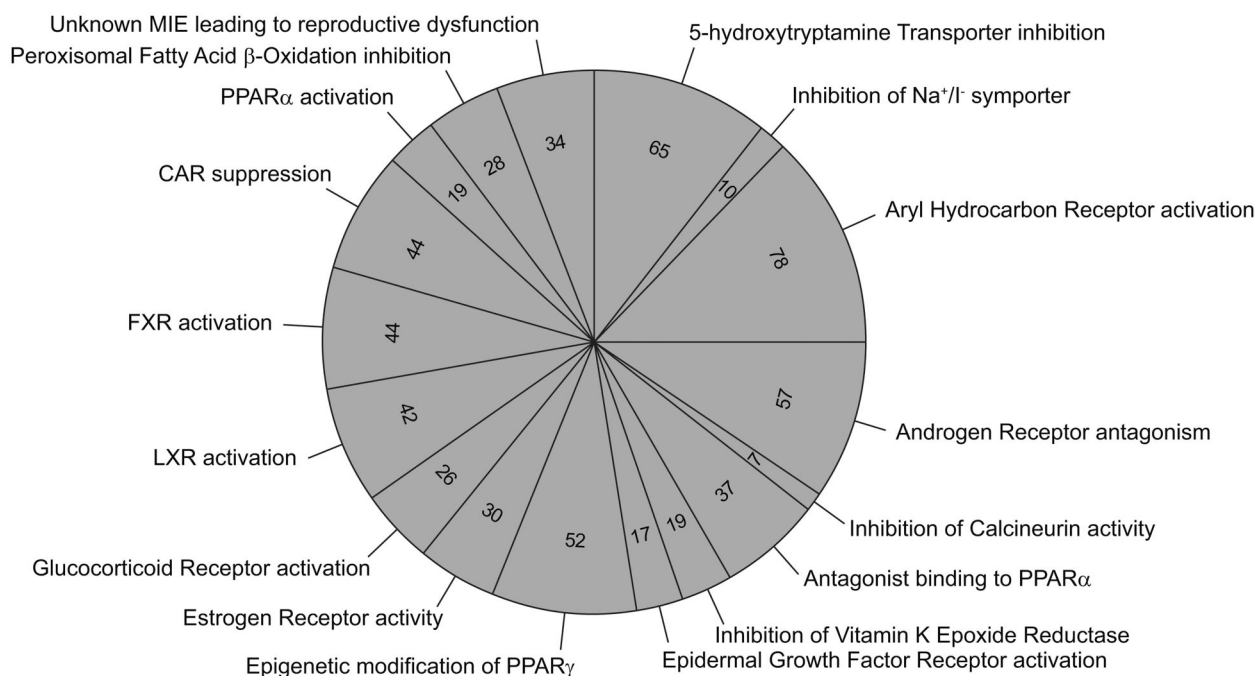 Unknown MIE leading to reproductive dysfunction
Peroxisomal Fatty Acid β-Oxidation inhibition
PPARα activation
CAR suppression
FXR activation
LXR activation
Glucocorticoid Receptor activation
Estrogen Receptor activity
Epigenetic modification of PPARγ
5-hydroxytryptamine Transporter inhibition
Inhibition of Na⁺/I⁻ symporter
Aryl Hydrocarbon Receptor activation
Androgen Receptor antagonism
Inhibition of Calcineurin activity
Antagonist binding to PPARα
Inhibition of Vitamin K Epoxide Reductase
Epidermal Growth Factor Receptor activation
65
10
78
57
7
37
19
17
52
30
26
42
44
44
19
28
34